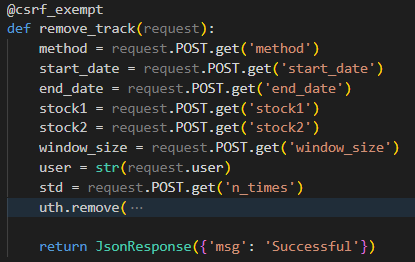 @csrf_exempt
def remove_track(request):
    method = request.POST.get('method')
    start_date = request.POST.get('start_date')
    end_date = request.POST.get('end_date')
    stock1 = request.POST.get('stock1')
    stock2 = request.POST.get('stock2')
    window_size = request.POST.get('window_size')
    user = str(request.user)
    std = request.POST.get('n_times')
    uth.remove( ⋯
    return JsonResponse({'msg': 'Successful'})